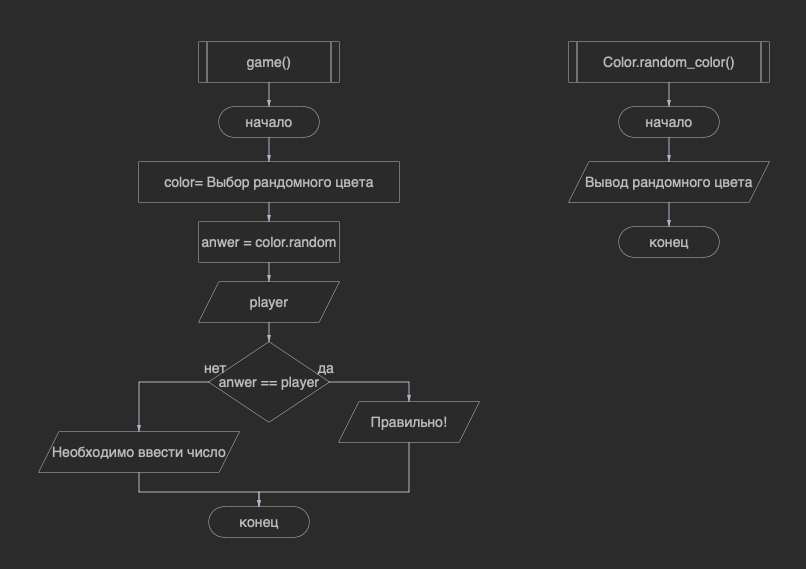 game()
начало
color= Выбор рандомного цвета
anwer = color.random
player
нет
да
anwer == player
Правильно!
Необходимо ввести число
конец
Color.random_color()
начало
Вывод рандомного цвета
конец